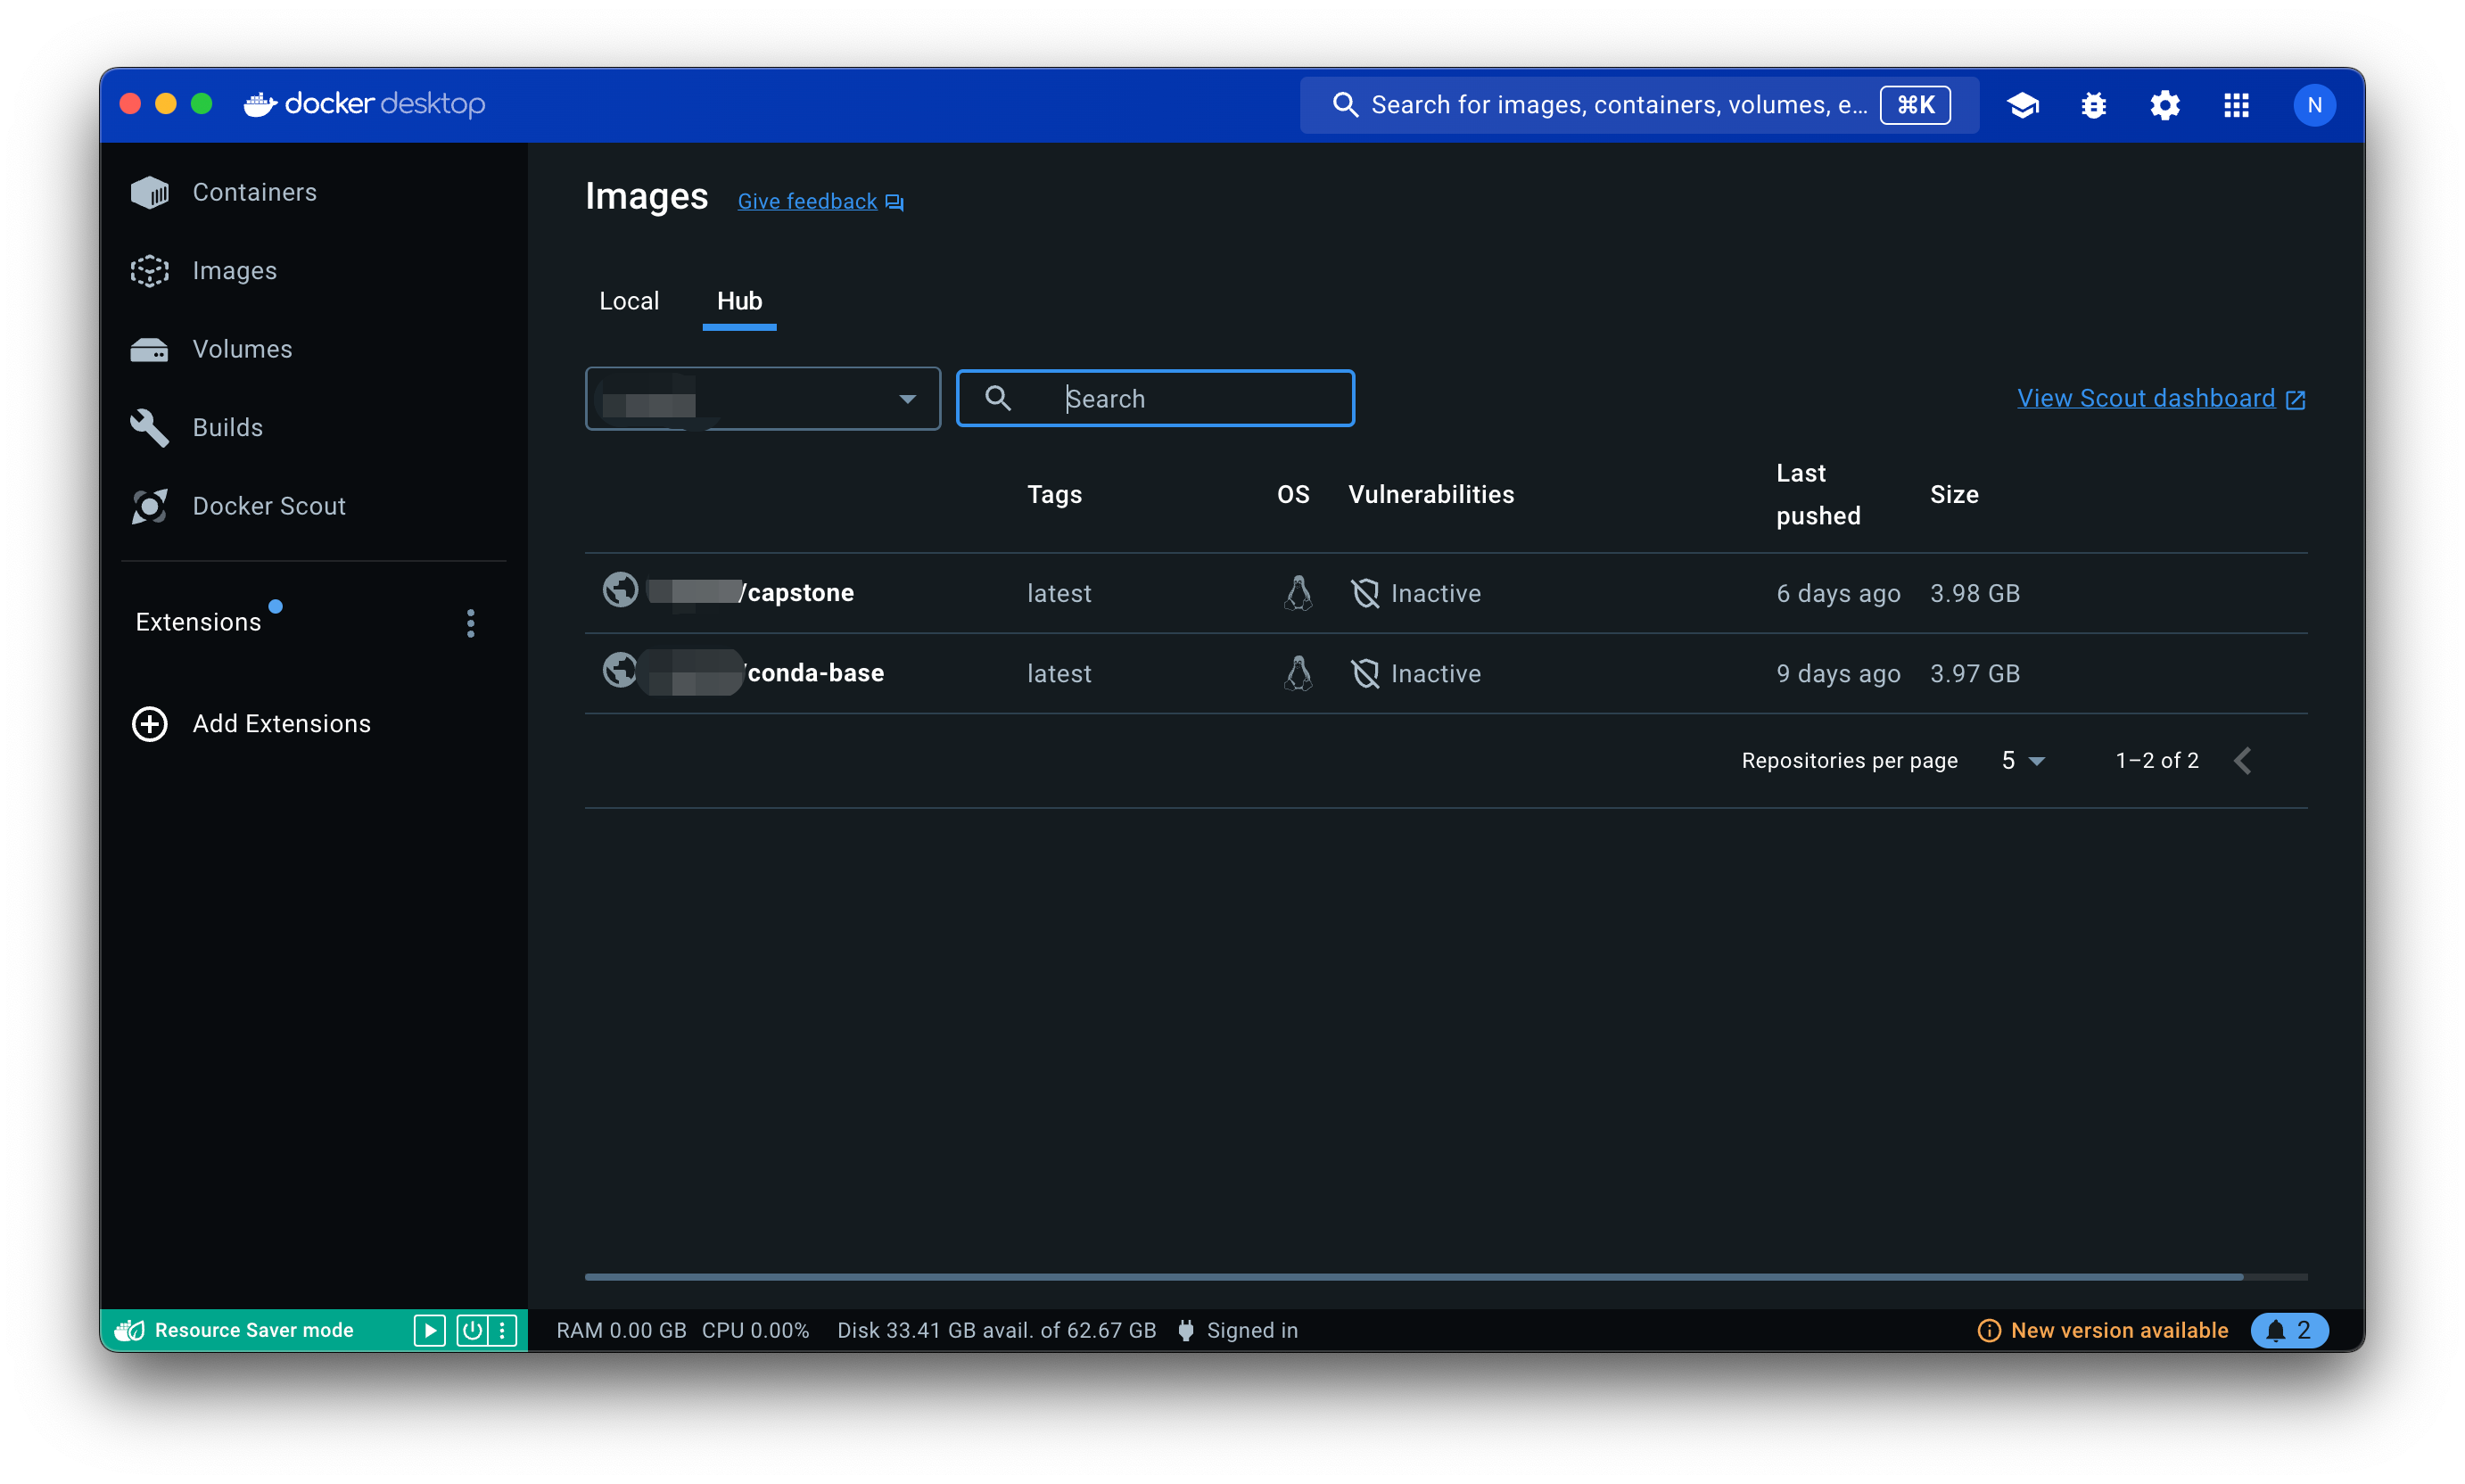 docker desktop
Search for images, containers, volumes, e... ⌘K
N
Containers
Images
Volumes
Builds
Docker Scout
Extensions
Add Extensions
Images Give feedback
Local Hub
Search
View Scout dashboard
Tags OS Vulnerabilities Last pushed Size
/capstone latest Inactive 6 days ago 3.98 GB
/conda-base latest Inactive 9 days ago 3.97 GB
Repositories per page 5 1–2 of 2
Resource Saver mode
RAM 0.00 GB CPU 0.00% Disk 33.41 GB avail. of 62.67 GB Signed in
New version available 2